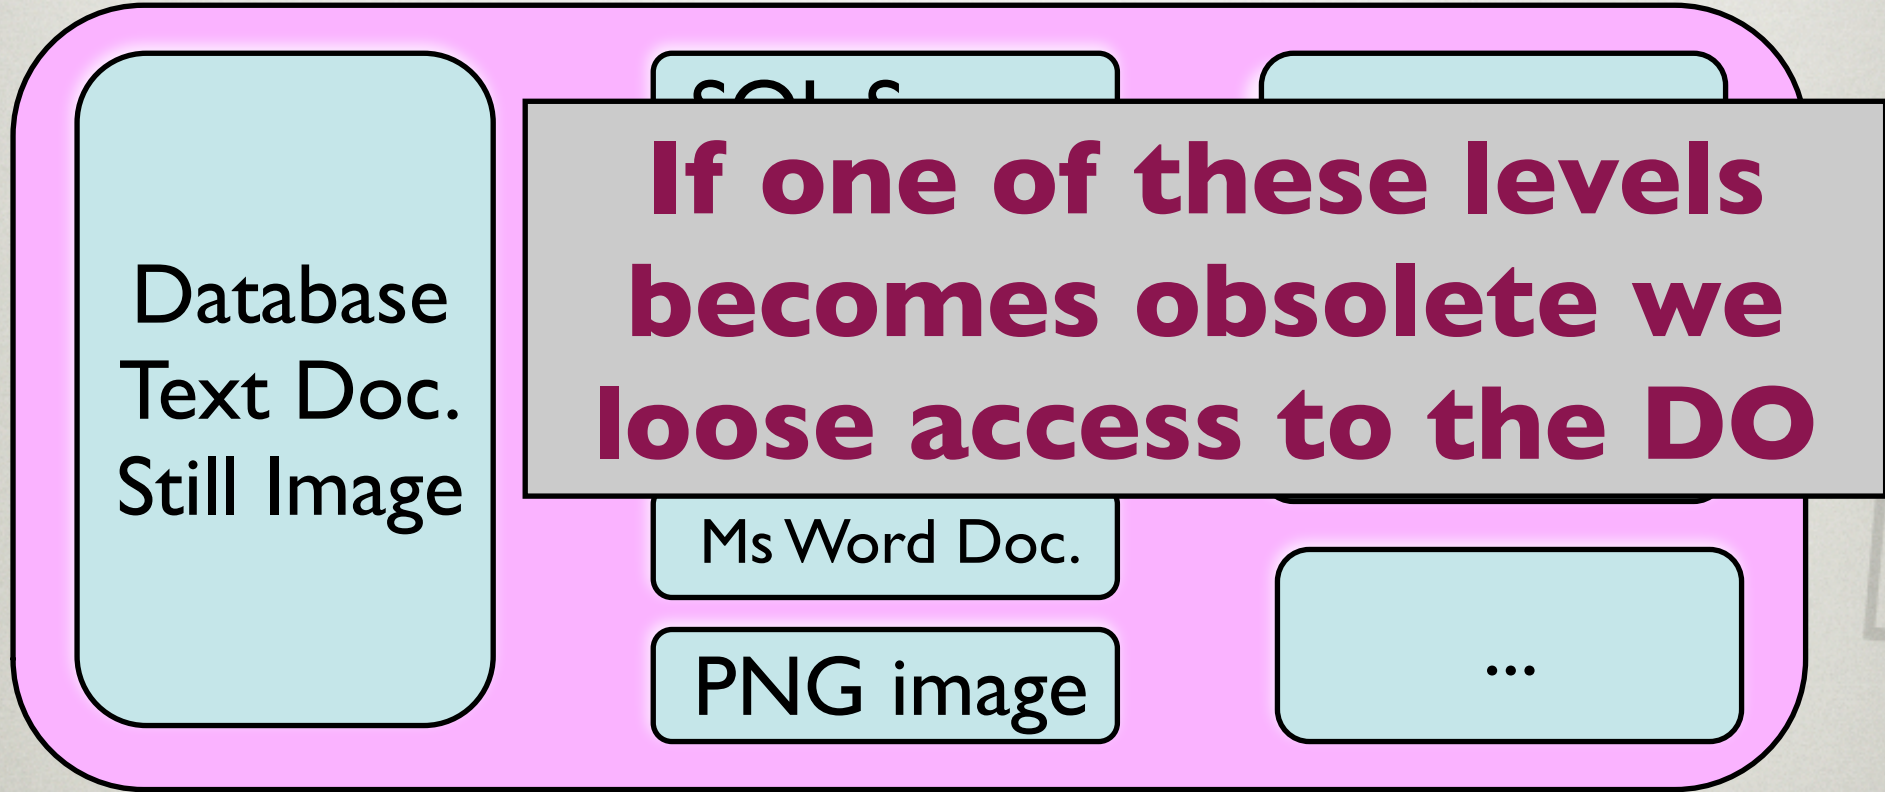 Database
Text Doc.
Still Image
If one of these levels
becomes obsolete we
loose access to the DO
Ms Word Doc.
PNG image
...